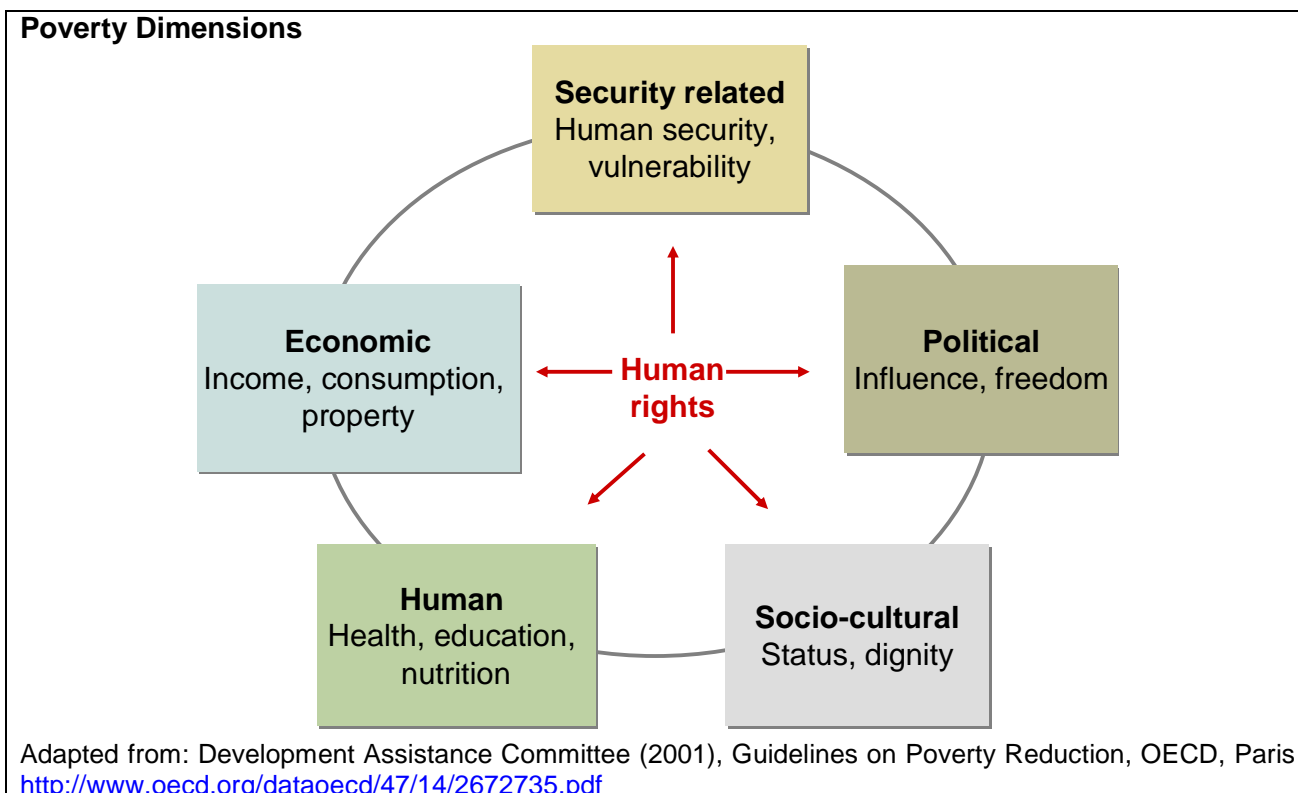 Poverty Dimensions
Security related
Human security,
vulnerability
Economic
Income, consumption,
property
Human
rights
Political
Influence, freedom
Human
Health, education,
nutrition
Socio-cultural
Status, dignity
Adapted from: Development Assistance Committee (2001), Guidelines on Poverty Reduction, OECD, Paris
http://www.oecd.org/dataoecd/47/14/2672735.pdf